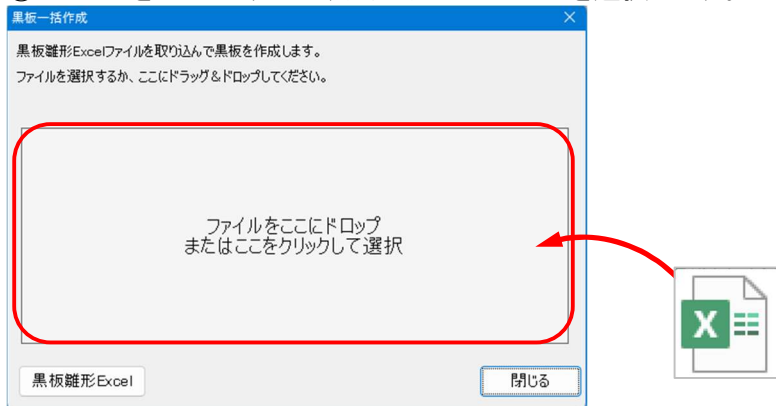 黒板一括作成
黒板雛形Excelファイルを取り込んで黒板を作成します。
ファイルを選択するか、ここにドラッグ＆ドロップしてください。
ファイルをここにドロップ
またはここをクリックして選択
X
黒板雛形Excel
閉じる